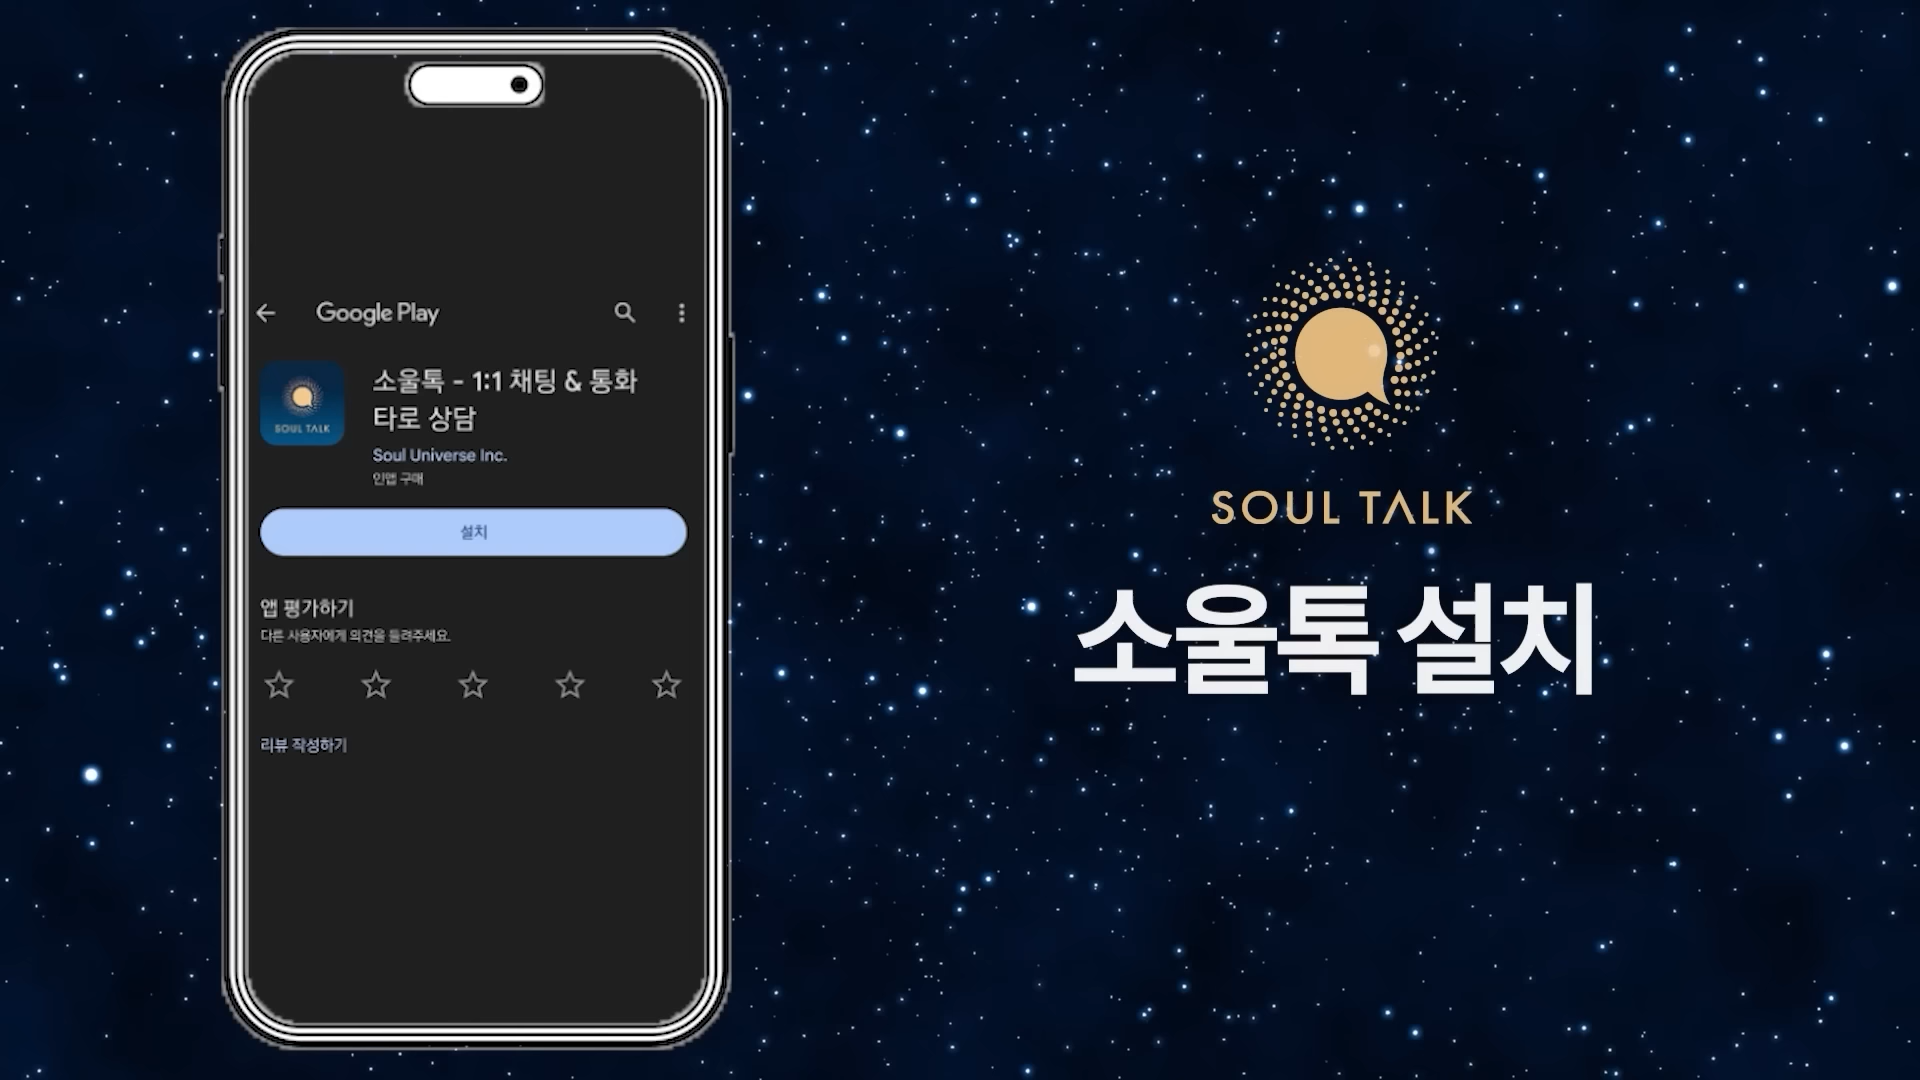 Google Play
소울톡 - 1:1 채팅 & 통화
타로 상담
SOUL TALK
Soul Universe Inc.
인앱 구매
설치
앱 평가하기
다른 사용자에게 의견을 들려주세요.
리뷰 작성하기
SOUL TALK
소울톡 설치